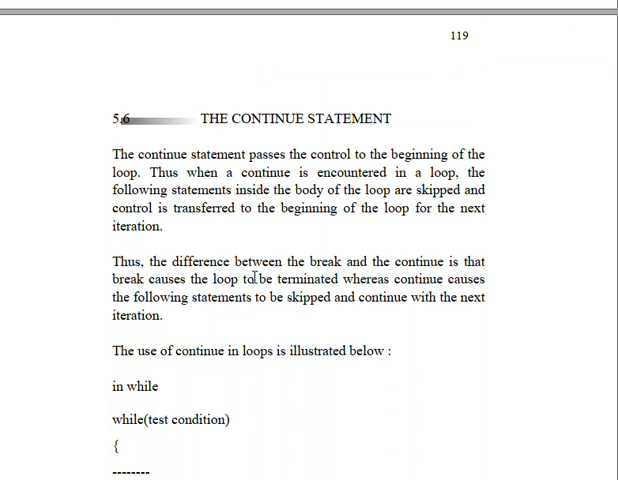 119
5.6 THE CONTINUE STATEMENT
The continue statement passes the control to the beginning of the
loop. Thus when a continue is encountered in a loop, the
following statements inside the body of the loop are skipped and
control is transferred to the beginning of the loop for the next
iteration.
Thus, the difference between the break and the continue is that
break causes the loop to be terminated whereas continue causes
the following statements to be skipped and continue with the next
iteration.
The use of continue in loops is illustrated below :
in while
while(test condition)
{
--------